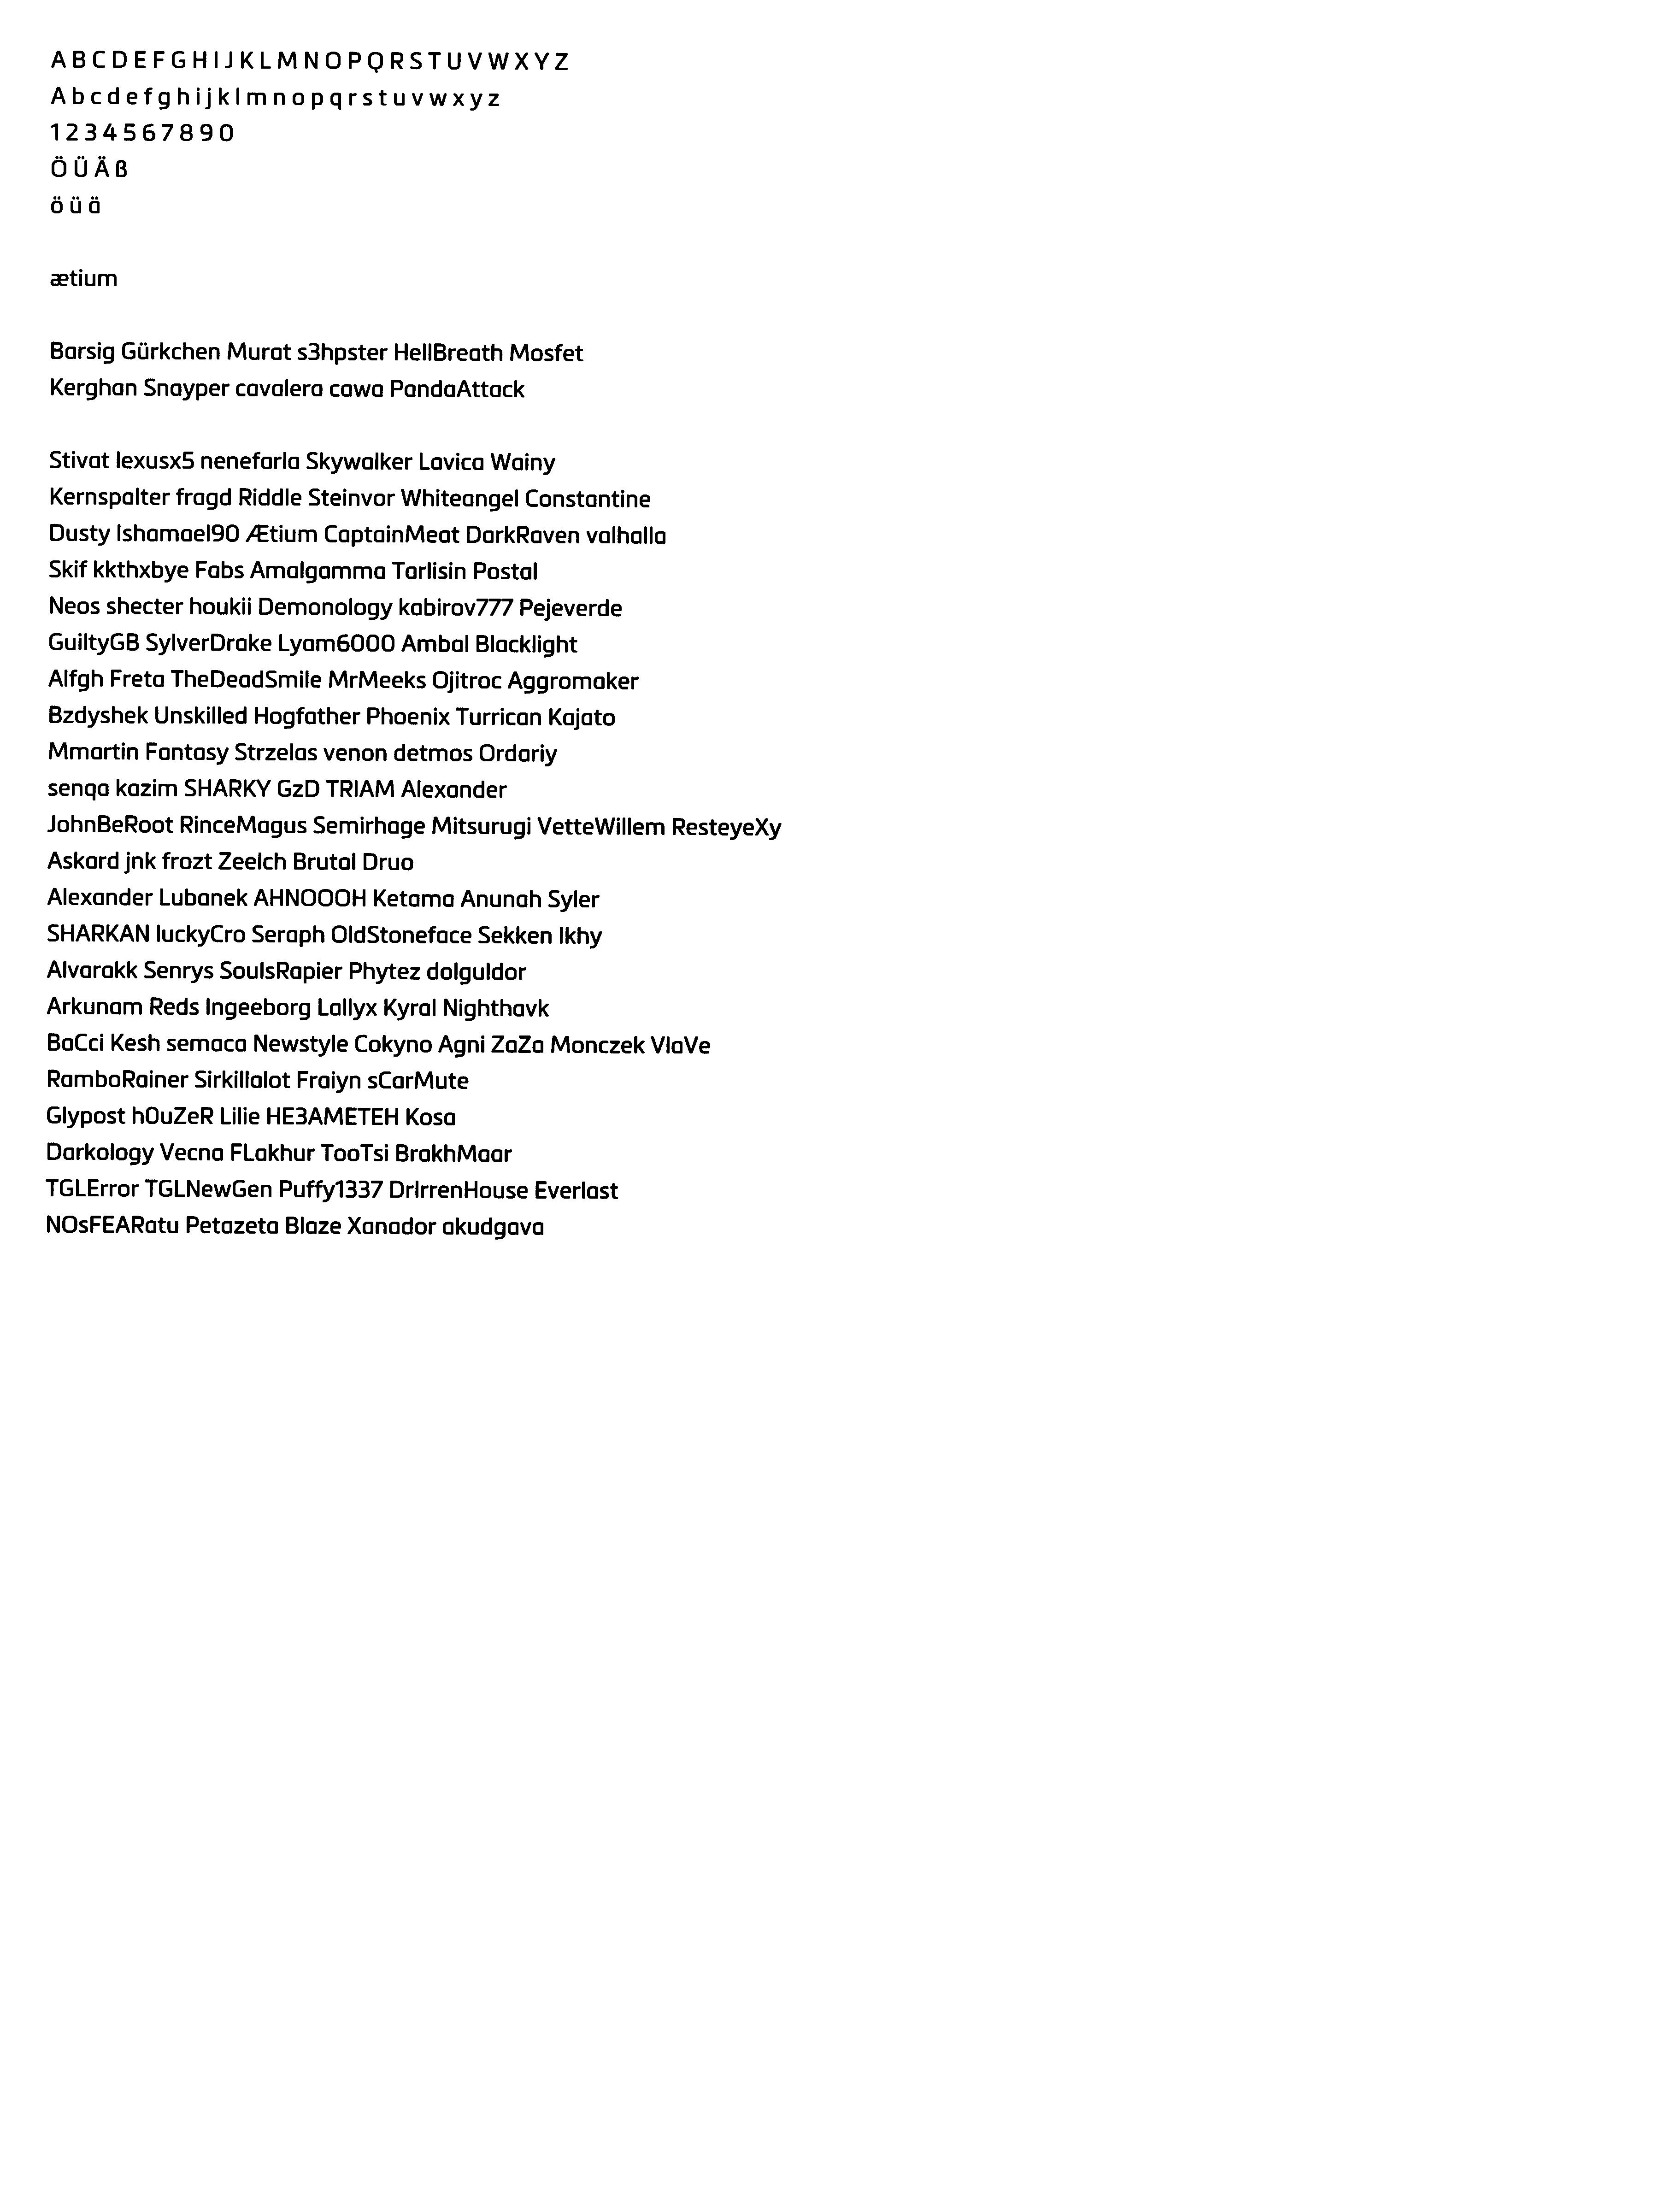 A B C D E F G H I J K L M N O P Q R S T U V W X Y Z
A b c d e f g h i j k l m n o p q r s t u v w x y z
1 2 3 4 5 6 7 8 9 0
Ö Ü Ä ß
ö ü ä
ætium
Barsig Gürkchen Murat s3hpster HellBreath Mosfet
Kerghan Snayper cavalera cawa PandaAttack
Stivat lexusx5 nenefarla Skywalker Lavica Wainy
Kernspalter fragd Riddle Steinvor Whiteangel Constantine
Dusty Ishamael90 Ætium CaptainMeat DarkRaven valhalla
Skif kkthxbye Fabs Amalgamma Tarlisin Postal
Neos shecter houkii Demonology kabirov777 Pejeverde
GuiltyGB SylverDrake Lyam6000 Ambal Blacklight
Alfgh Freta TheDeadSmile MrMeeks Ojitroc Aggromaker
Bzdyshek Unskilled Hogfather Phoenix Turrican Kajato
Mmartin Fantasy Strzelas venon detmos Ordariy
senqa kazim SHARKY GzD TRIAM Alexander
JohnBeRoot RinceMagus Semirhage Mitsurugi VetteWillem ResteyeXy
Askard jnk frozt Zeelch Brutal Druo
Alexander Lubanek AHNOOOH Ketama Anunah Syler
SHARKAN luckyCro Seraph OldStoneface Sekken Ikhy
Alvarakk Senrys SoulsRapier Phytez dolguldor
Arkunam Reds Ingeeborg Lallyx Kyral Nighthavk
BaCci Kesh semaca Newstyle Cokyno Agni ZaZa Monczek VlaVe
RamboRainer Sirkillalot Fraiyn sCarMute
Glypost h0uZeR Lilie HE3AMETEH Kosa
Darkology Vecna FLakhur TooTsi BrakhMaar
TGLError TGLNewGen Puffy1337 DrIrrenHouse Everlast
NOsFEARatu Petazeta Blaze Xanador akudgava